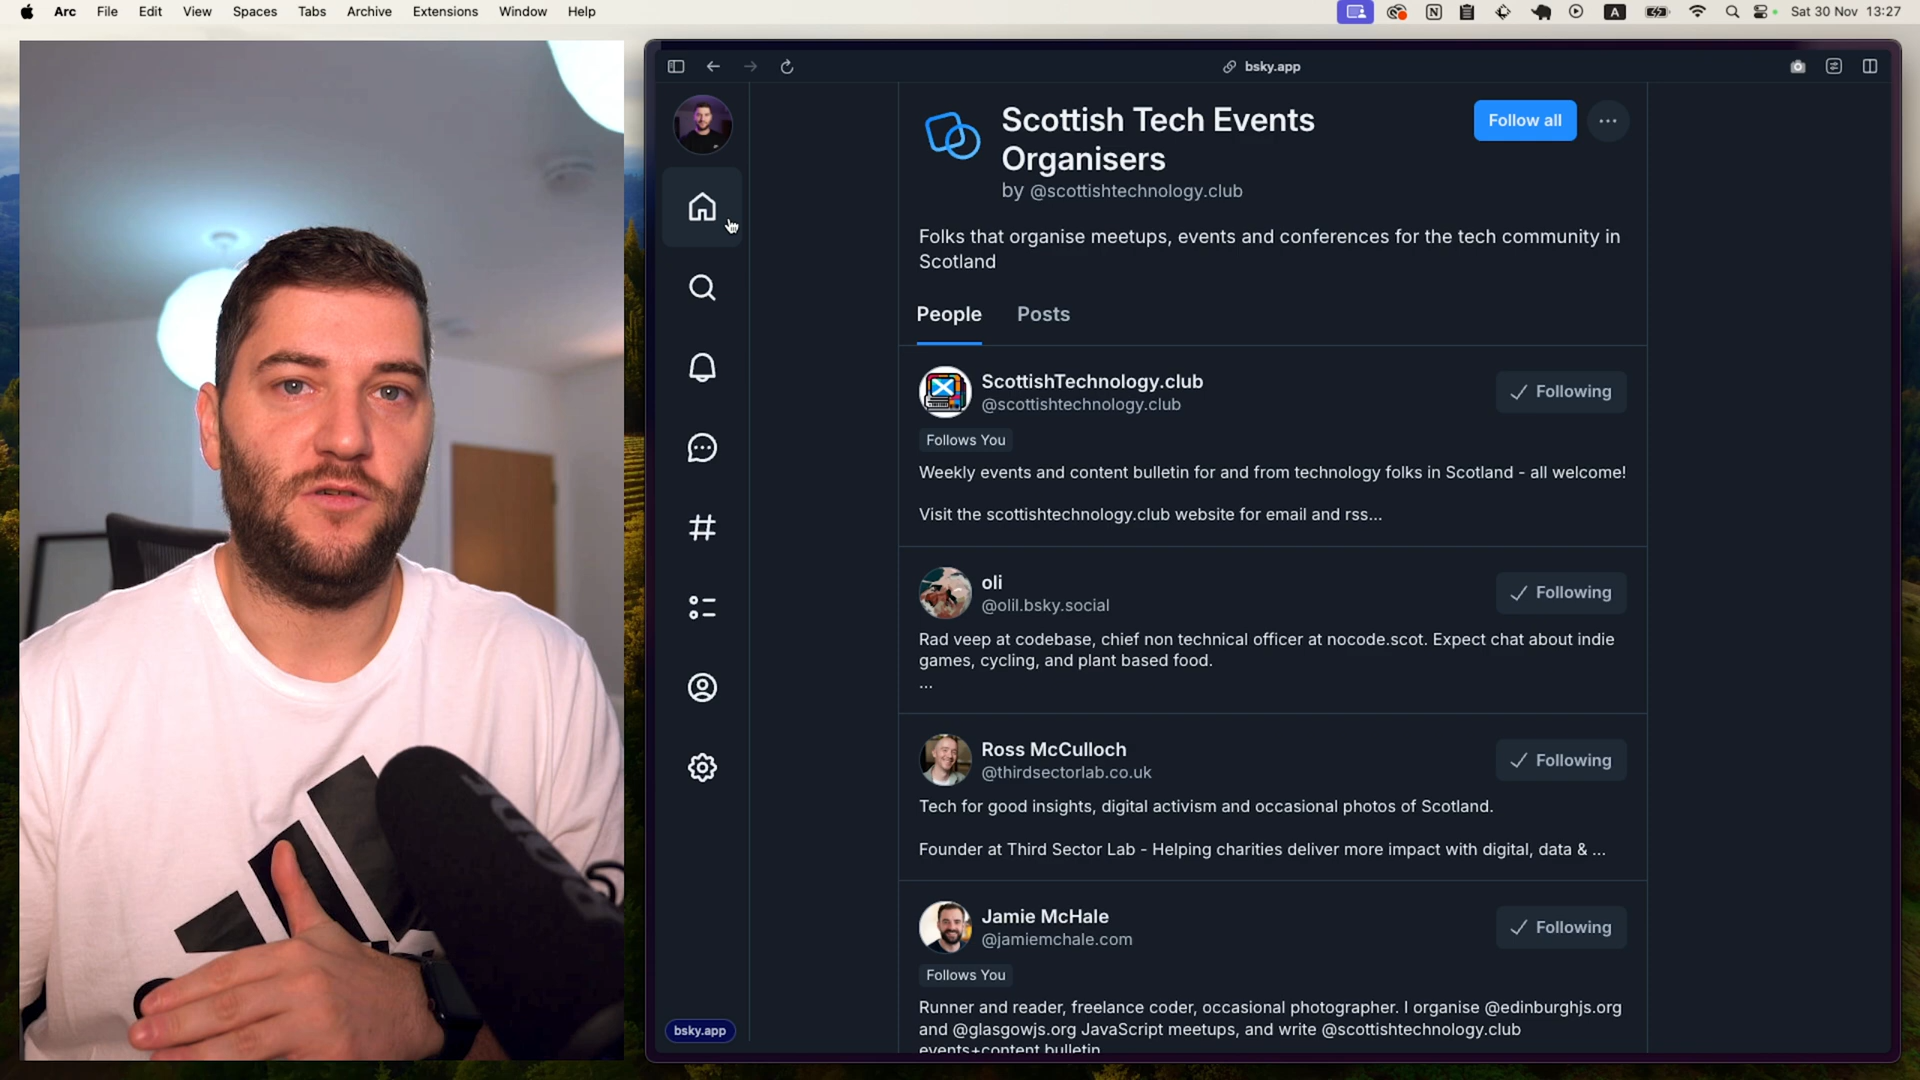 Arc File Edit View Spaces Tabs Archive Extensions Window Help
A
Sat 30 Nov 13:27
bsky.app
Scottish Tech Events
Organisers
by @scottishtechnology.club
Follow all
Folks that organise meetups, events and conferences for the tech community in
Scotland
People Posts
ScottishTechnology.club
@scottishtechnology.club
Following
Follows You
Weekly events and content bulletin for and from technology folks in Scotland - all welcome!
Visit the scottishtechnology.club website for email and rss...
oli
@olil.bsky.social
Following
Rad veep at codebase, chief non technical officer at nocode.scot. Expect chat about indie
games, cycling, and plant based food.
...
Ross McCulloch
@thirdsectorlab.co.uk
Following
Tech for good insights, digital activism and occasional photos of Scotland.
Founder at Third Sector Lab - Helping charities deliver more impact with digital, data & ...
Jamie McHale
@jamiemchale.com
Following
Follows You
Runner and reader, freelance coder, occasional photographer. I organise @edinburghjs.org
and @glasgowjs.org JavaScript meetups, and write @scottishtechnology.club
events+content bulletin
bsky.app